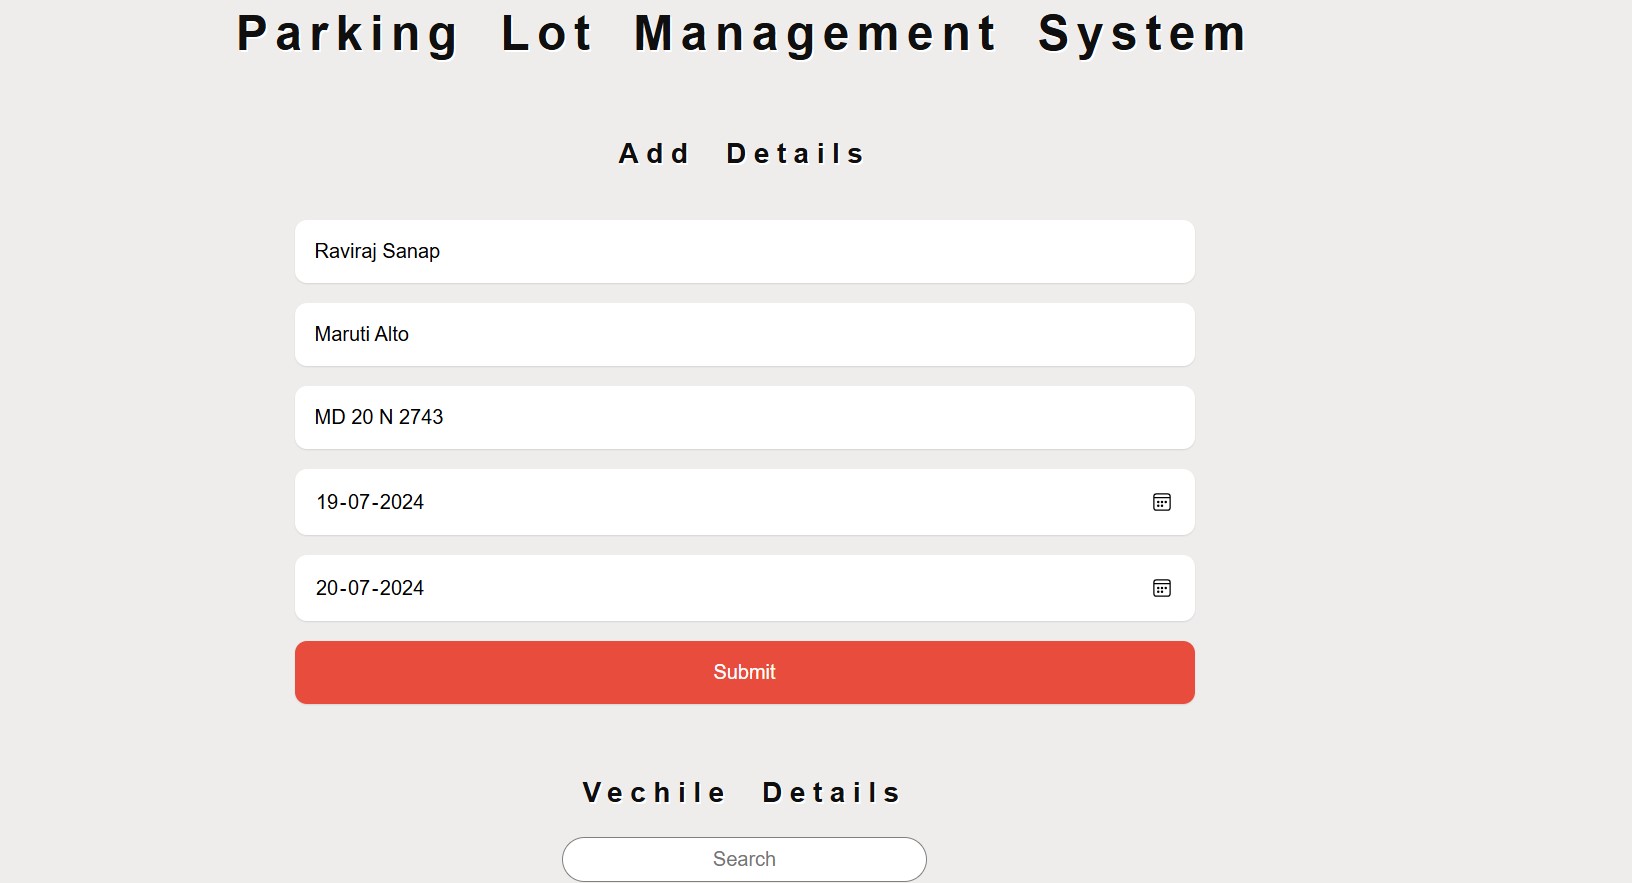 Parking Lot Management System
Add Details
Raviraj Sanap
Maruti Alto
MD 20 N 2743
19-07-2024
20-07-2024
Submit
Vechile Details
Search